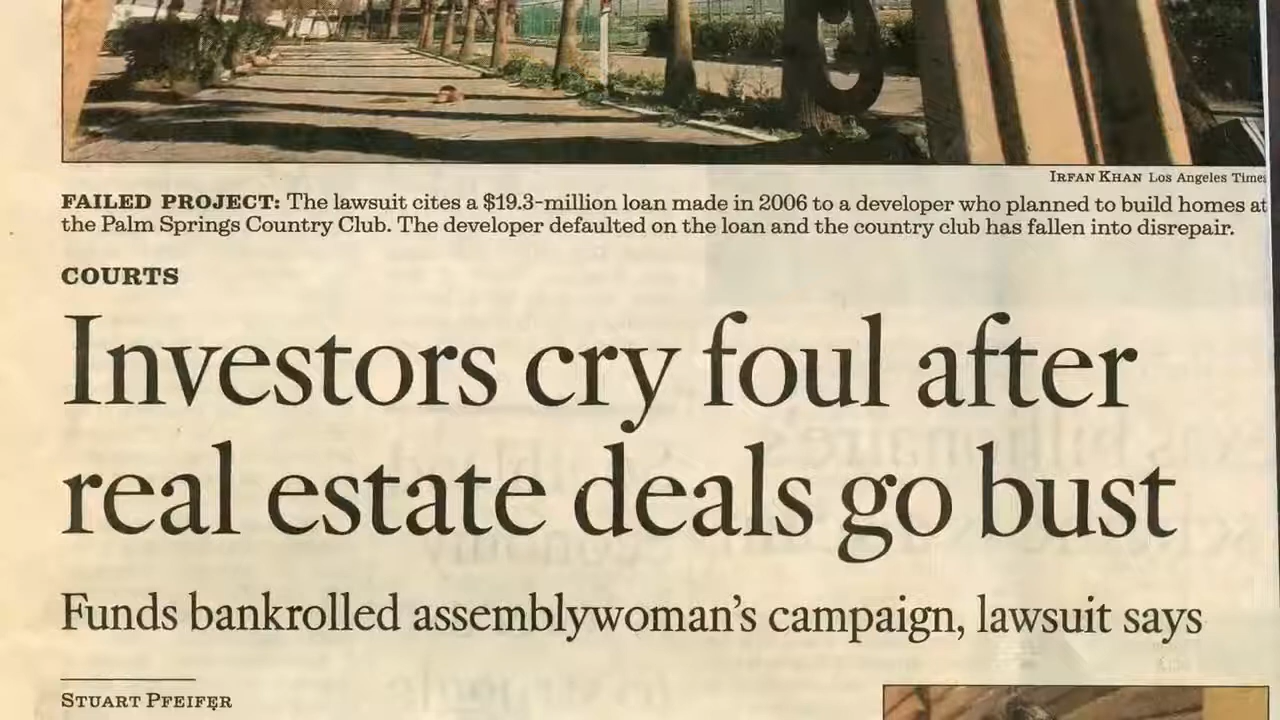 IRFAN KHAN Los Angeles Times
FAILED PROJECT: The lawsuit cites a $19.3-million loan made in 2006 to a developer who planned to build homes at
the Palm Springs Country Club. The developer defaulted on the loan and the country club has fallen into disrepair.
COURTS
Investors cry foul after
real estate deals go bust
Funds bankrolled assemblywoman’s campaign, lawsuit says
STUART PFEIFER